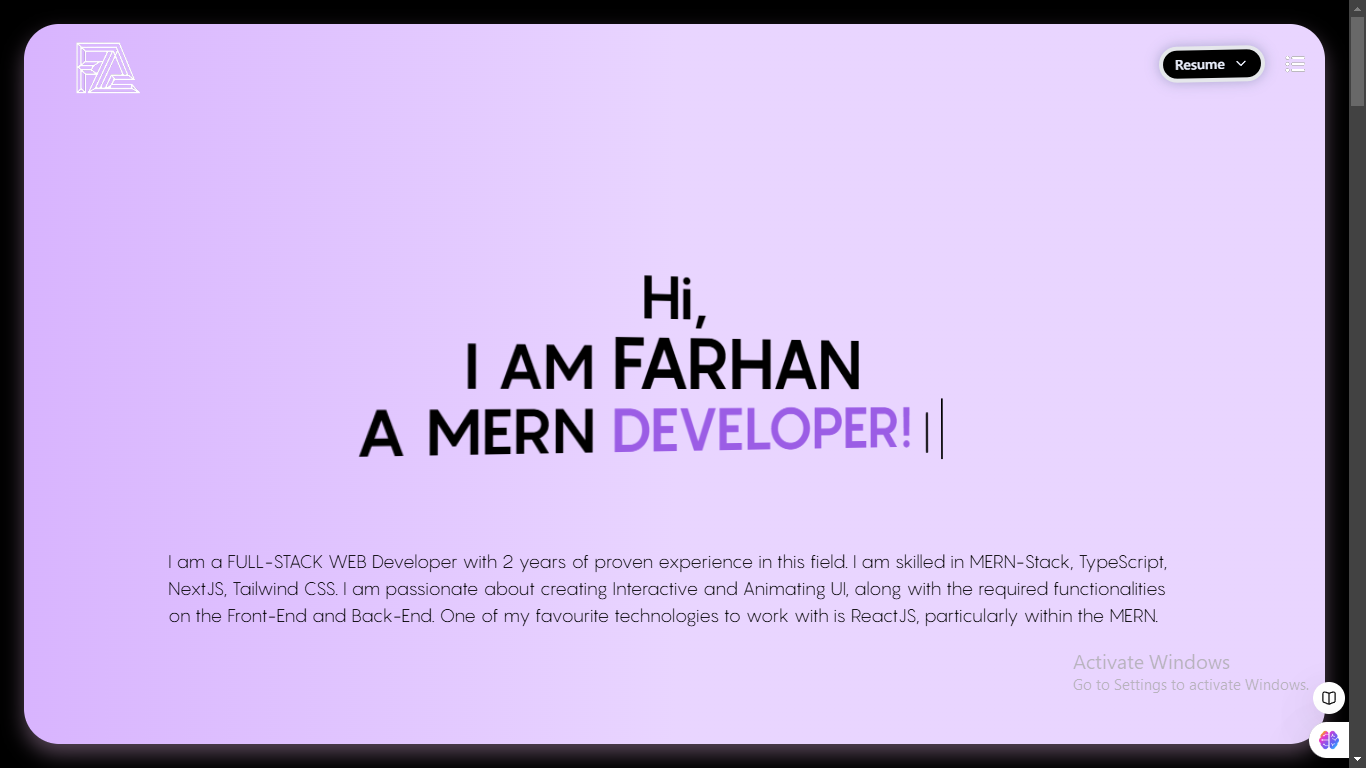 FA
Resume
Hi,
I AM FARHAN
A MERN DEVELOPER!
I am a FULL-STACK WEB Developer with 2 years of proven experience in this field. I am skilled in MERN-Stack, TypeScript,
NextJS, Tailwind CSS. I am passionate about creating Interactive and Animating UI, along with the required functionalities
on the Front-End and Back-End. One of my favourite technologies to work with is ReactJS, particularly within the MERN.
Activate Windows
Go to Settings to activate Windows.